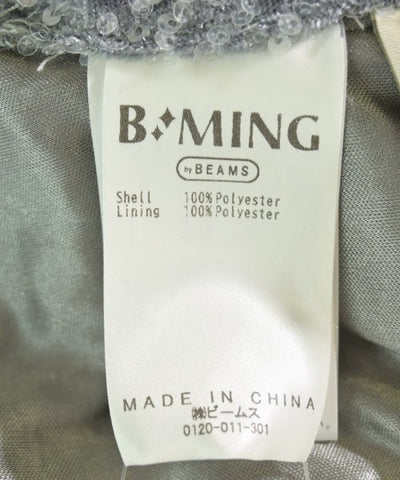 B:MING
by BEAMS
Shell 100% Polyester
Lining 100% Polyester
MADE IN CHINA
㈱ビームス
0120-011-301